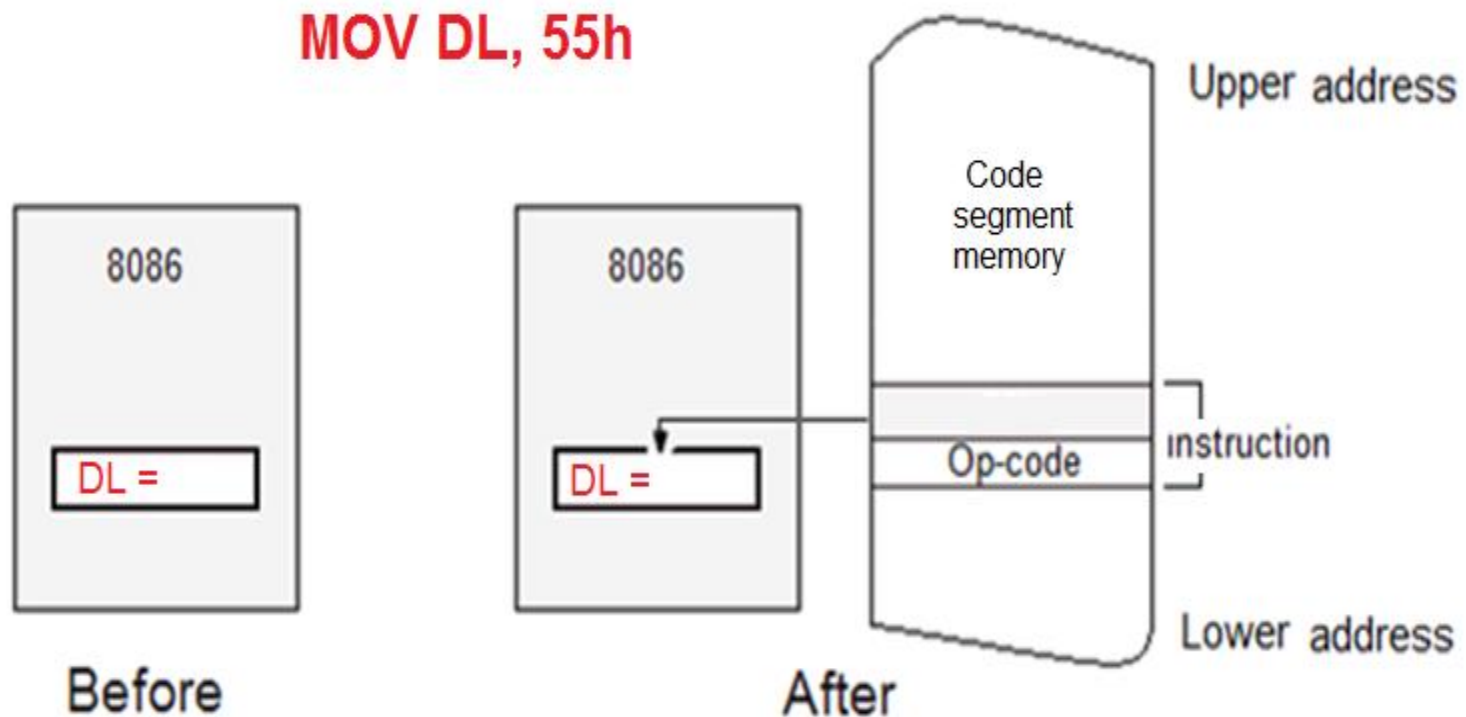 MOV DL, 55h
Upper address
Code
segment
memory
8086
8086
DL =
DL =
Op-code
instruction
Lower address
Before
After